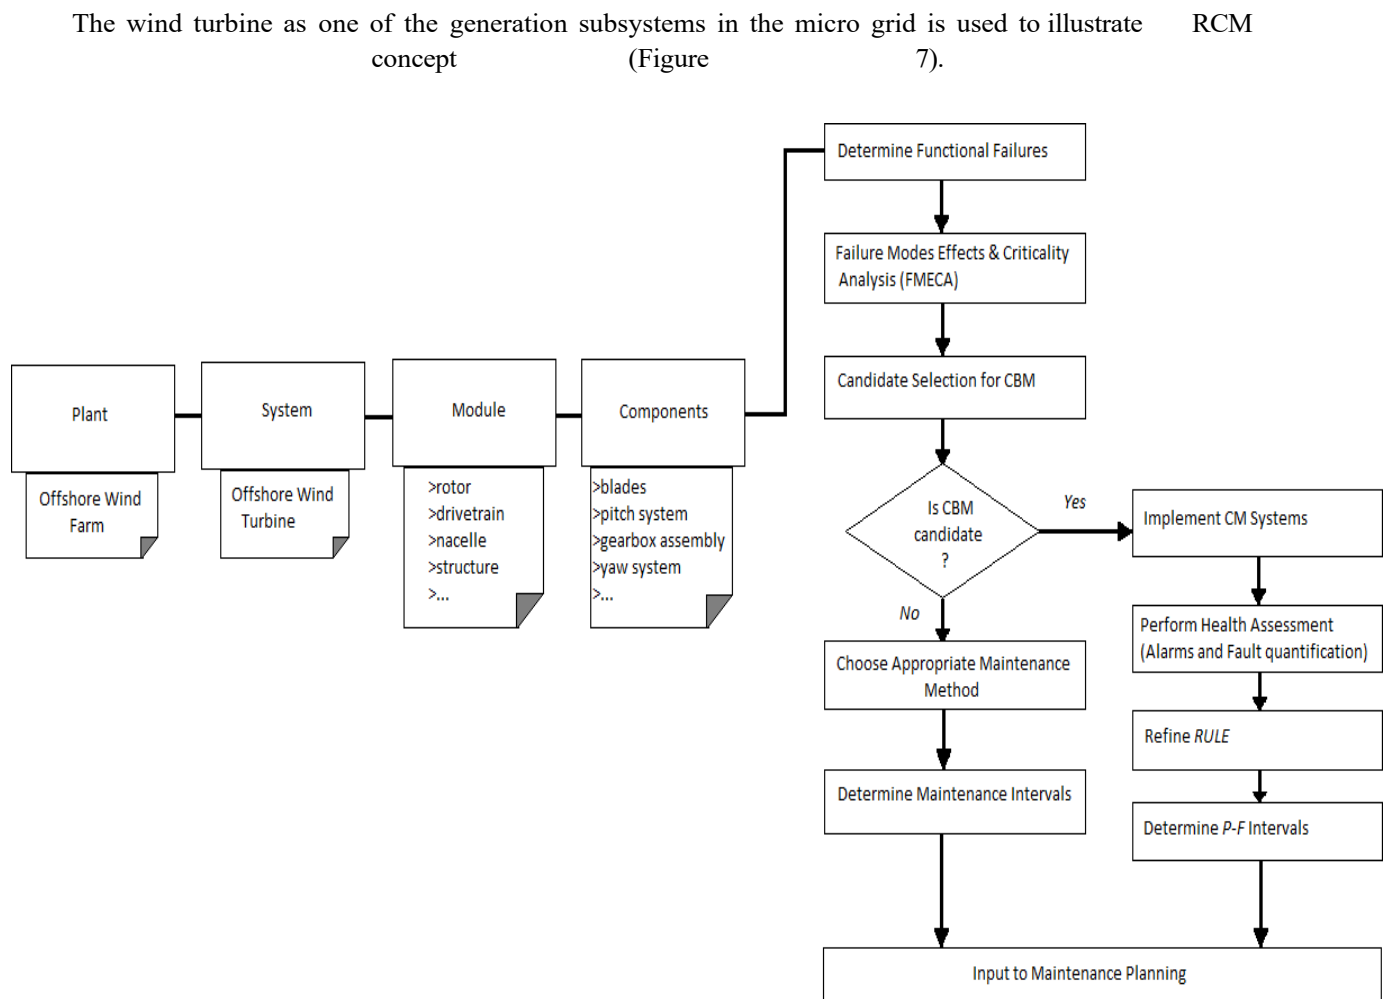 The wind turbine as one of the generation subsystems in the micro grid is used to illustrate RCM
concept (Figure 7).
Determine Functional Failures
Failure Modes Effects & Criticality
Analysis (FMECA)
Candidate Selection for CBM
Plant
System
Module
Components
Offshore Wind
Farm
Offshore Wind
Turbine
>rotor
>drivetrain
>nacelle
>structure
>...
>blades
>pitch system
>gearbox assembly
>yaw system
>...
Is CBM
candidate
?
Yes
No
Implement CM Systems
Perform Health Assessment
(Alarms and Fault quantification)
Refine RULE
Determine P-F Intervals
Choose Appropriate Maintenance
Method
Determine Maintenance Intervals
Input to Maintenance Planning